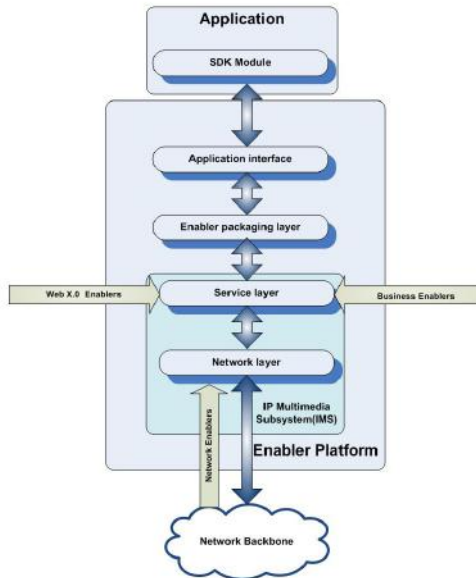 Application
SDK Module
Application interface
Enabler packaging layer
Web X.0 Enablers
Service layer
Business Enablers
Network layer
Network Enablers
IP Multimedia
Subsystem(IMS)
Enabler Platform
Network Backbone